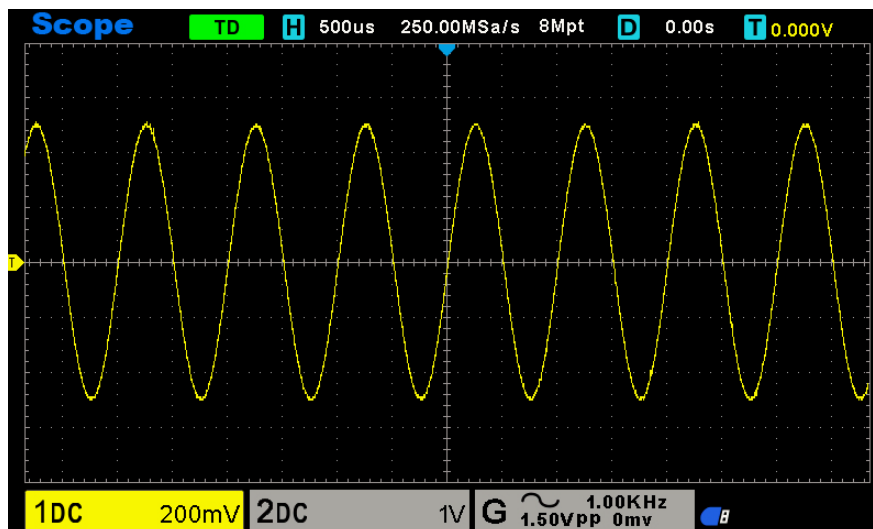 Scope TD H 500us 250.00MSa/s 8Mpt D 0.00s T 0.000V
T
1DC 200mV 2DC 1V G 1.00KHz
1.50Vpp 0mv